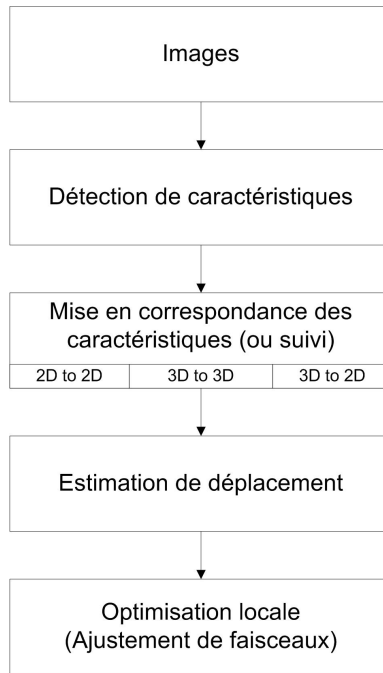 Images
Détection de caractéristiques
Mise en correspondance des
caractéristiques (ou suivi)
2D to 2D
3D to 3D
3D to 2D
Estimation de déplacement
Optimisation locale
(Ajustement de faisceaux)